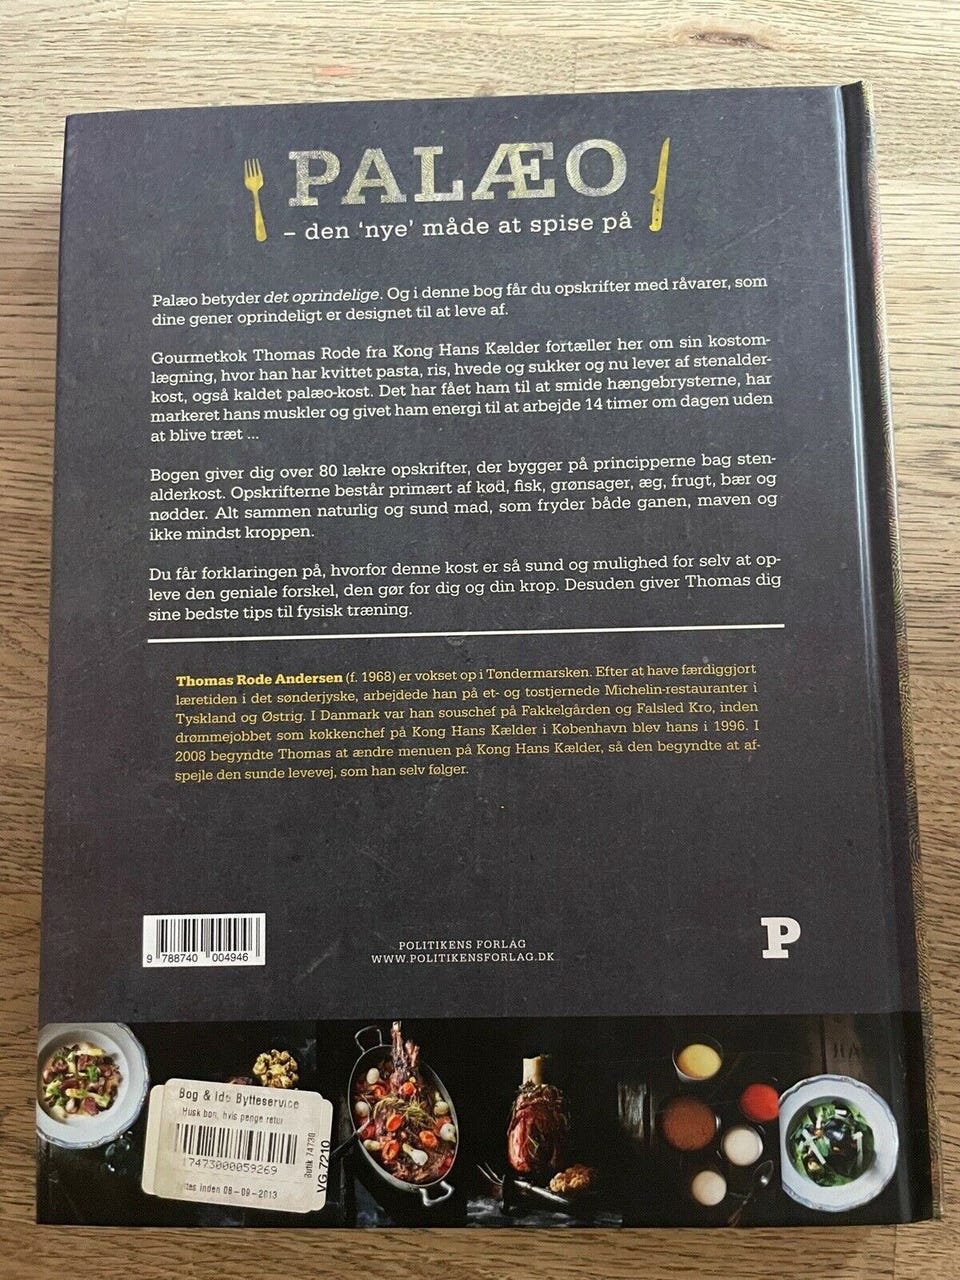 PALÆO
– den ‘nye’ måde at spise på
Palæo betyder det oprindelige. Og i denne bog får du opskrifter med råvarer, som
dine gener oprindeligt er designet til at leve af.
Gourmetkok Thomas Rode fra Kong Hans Kælder fortæller her om sin kostom-
lægning, hvor han har kvittet pasta, ris, hvede og sukker og nu lever af stenalder-
kost, også kaldet palæo-kost. Det har fået ham til at smide hængebrysterne, har
markeret hans muskler og givet ham energi til at arbejde 14 timer om dagen uden
at blive træt ...
Bogen giver dig over 80 lækre opskrifter, der bygger på principperne bag sten-
alderkost. Opskrifterne består primært af kød, fisk, grønsager, æg, frugt, bær og
nødder. Alt sammen naturlig og sund mad, som fryder både ganen, maven og
ikke mindst kroppen.
Du får forklaringen på, hvorfor denne kost er så sund og mulighed for selv at op-
leve den geniale forskel, den gør for dig og din krop. Desuden giver Thomas dig
sine bedste tips til fysisk træning.
Thomas Rode Andersen (f. 1968) er vokset op i Tøndermarsken. Efter at have færdiggjort
læretiden i det sønderjyske, arbejdede han på et- og tostjernede Michelin-restauranter i
Tyskland og Østrig. I Danmark var han souschef på Fakkelgården og Falsled Kro, inden
drømmejobbet som køkkenchef på Kong Hans Kælder i København blev hans i 1996. I
2008 begyndte Thomas at ændre menuen på Kong Hans Kælder, så den begyndte at af-
spejle den sunde levevej, som han selv følger.
9 788740 004946
POLITIKENS FORLAG
WWW.POLITIKENSFORLAG.DK
P
Bog & Ide Bytteservice
Husk bon, hvis penge retur
17473000059269
inden 08-09-2013
Butik 74730
VG.7210